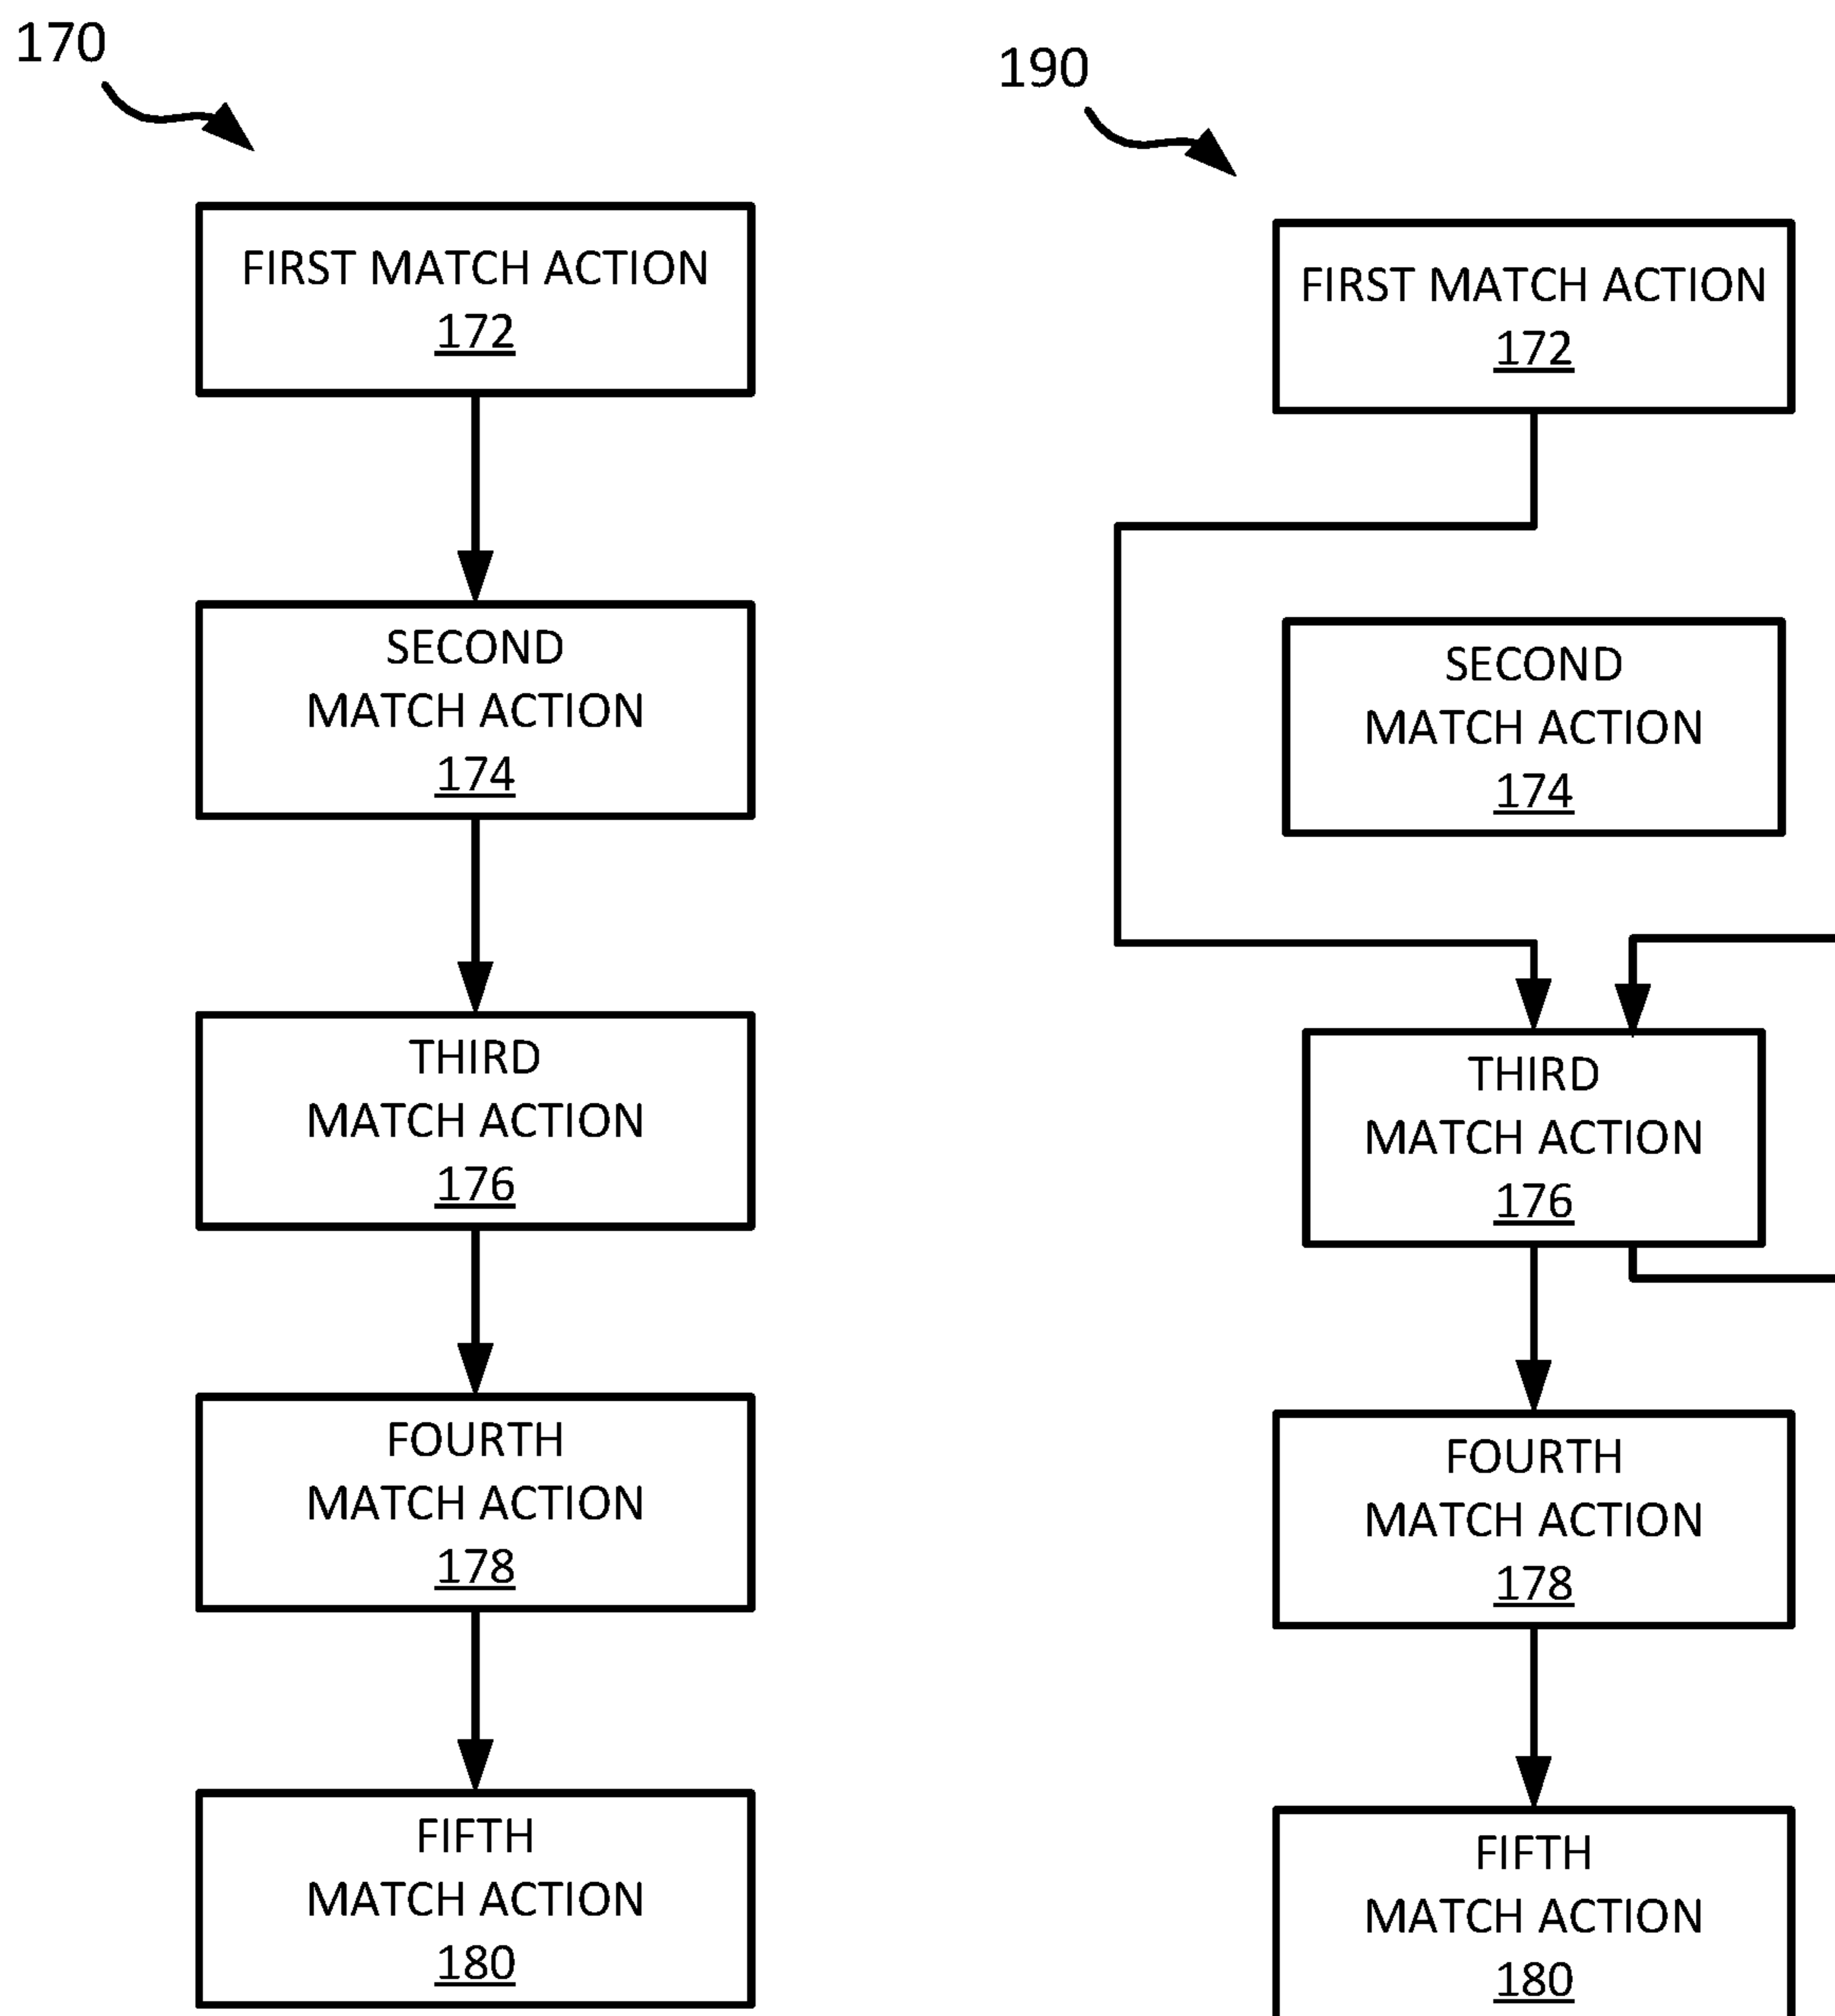 170
FIRST MATCH ACTION
172
SECOND
MATCH ACTION
174
THIRD
MATCH ACTION
176
FOURTH
MATCH ACTION
178
FIFTH
MATCH ACTION
180
190
FIRST MATCH ACTION
172
SECOND
MATCH ACTION
174
THIRD
MATCH ACTION
176
FOURTH
MATCH ACTION
178
FIFTH
MATCH ACTION
180